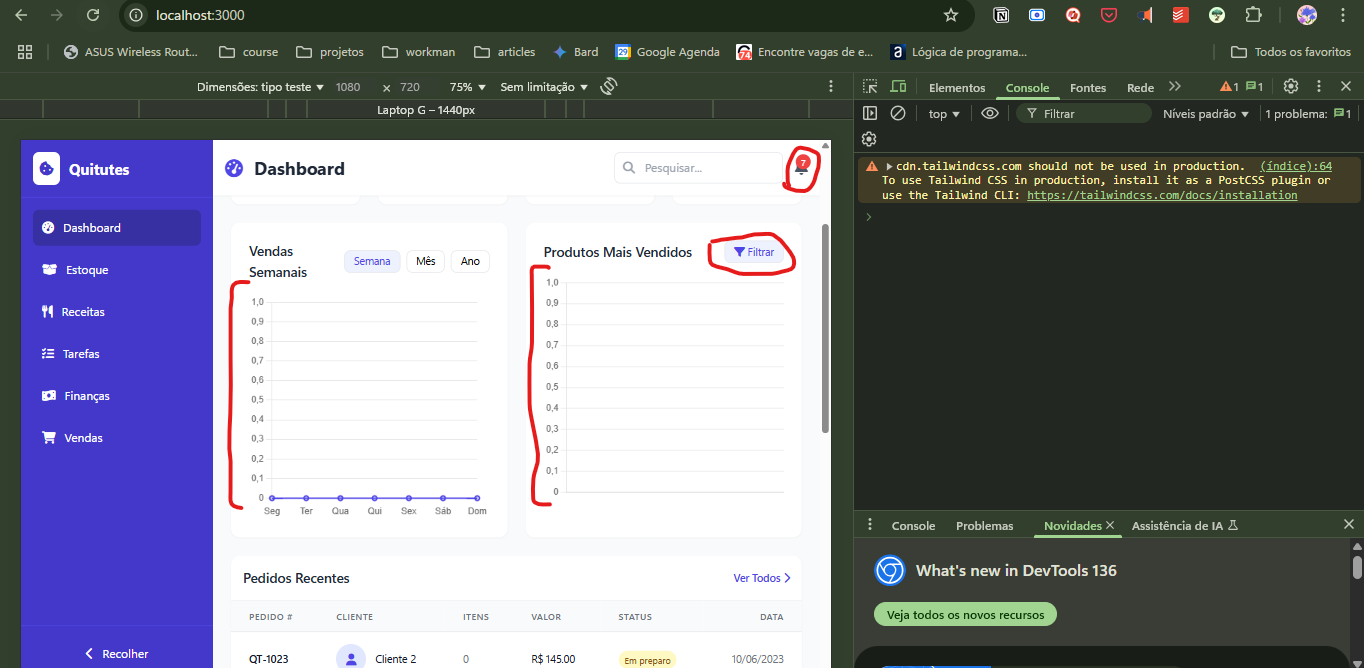 localhost:3000
ASUS Wireless Rout...
course
projetos
workman
articles
Bard
29
Google Agenda
Encontre vagas de e...
a
Lógica de programa...
Todos os favoritos
Dimensões: tipo teste ▼ 1080 × 720 75% ▼ Sem limitação ▼
Laptop G – 1440px
Elementos Console Fontes Rede 1 1
top ▼ Filtrar Níveis padrão ▼ 1 problema: 1
cdn.tailwindcss.com should not be used in production. (índice):64
To use Tailwind CSS in production, install it as a PostCSS plugin or
use the Tailwind CLI: https://tailwindcss.com/docs/installation
Quitutes
Dashboard
Estoque
Receitas
Tarefas
Finanças
Vendas
Recolher
Dashboard
Pesquisar...
7
Vendas
Semanais
Semana Mês Ano
1,0
0,9
0,8
0,7
0,6
0,5
0,4
0,3
0,2
0,1
0
Seg Ter Qua Qui Sex Sáb Dom
Produtos Mais Vendidos
Filtrar
1,0
0,9
0,8
0,7
0,6
0,5
0,4
0,3
0,2
0,1
0
Pedidos Recentes
Ver Todos
PEDIDO # CLIENTE ITENS VALOR STATUS DATA
QT-1023 Cliente 2 0 R$ 145.00 Em preparo 10/06/2023
Console Problemas Novidades Assistência de IA
What's new in DevTools 136
Veja todos os novos recursos